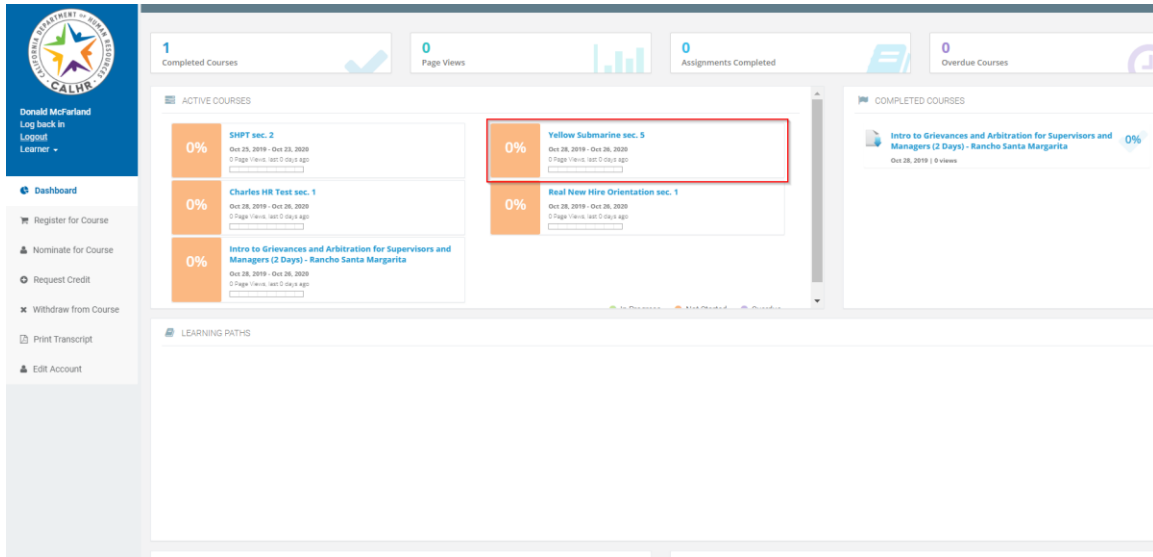 CALIFORNIA DEPARTMENT OF HUMAN RESOURCES
CALHR
Donald McFarland
Log back in
Logout
Learner
Dashboard
Register for Course
Nominate for Course
Request Credit
Withdraw from Course
Print Transcript
Edit Account
1
Completed Courses
0
Page Views
0
Assignments Completed
0
Overdue Courses
ACTIVE COURSES
0%
SHPT sec. 2
Oct 25, 2019 - Oct 23, 2020
0 Page Views; last 0 days ago
0%
Yellow Submarine sec. 5
Oct 28, 2019 - Oct 26, 2020
0 Page Views; last 0 days ago
0%
Charles HR Test sec. 1
Oct 28, 2019 - Oct 26, 2020
0 Page Views; last 0 days ago
0%
Real New Hire Orientation sec. 1
Oct 28, 2019 - Oct 26, 2020
0 Page Views; last 0 days ago
0%
Intro to Grievances and Arbitration for Supervisors and
Managers (2 Days) - Rancho Santa Margarita
Oct 28, 2019 - Oct 26, 2020
0 Page Views; last 0 days ago
COMPLETED COURSES
Intro to Grievances and Arbitration for Supervisors and
Managers (2 Days) - Rancho Santa Margarita
Oct 28, 2019 | 0 views
0%
LEARNING PATHS